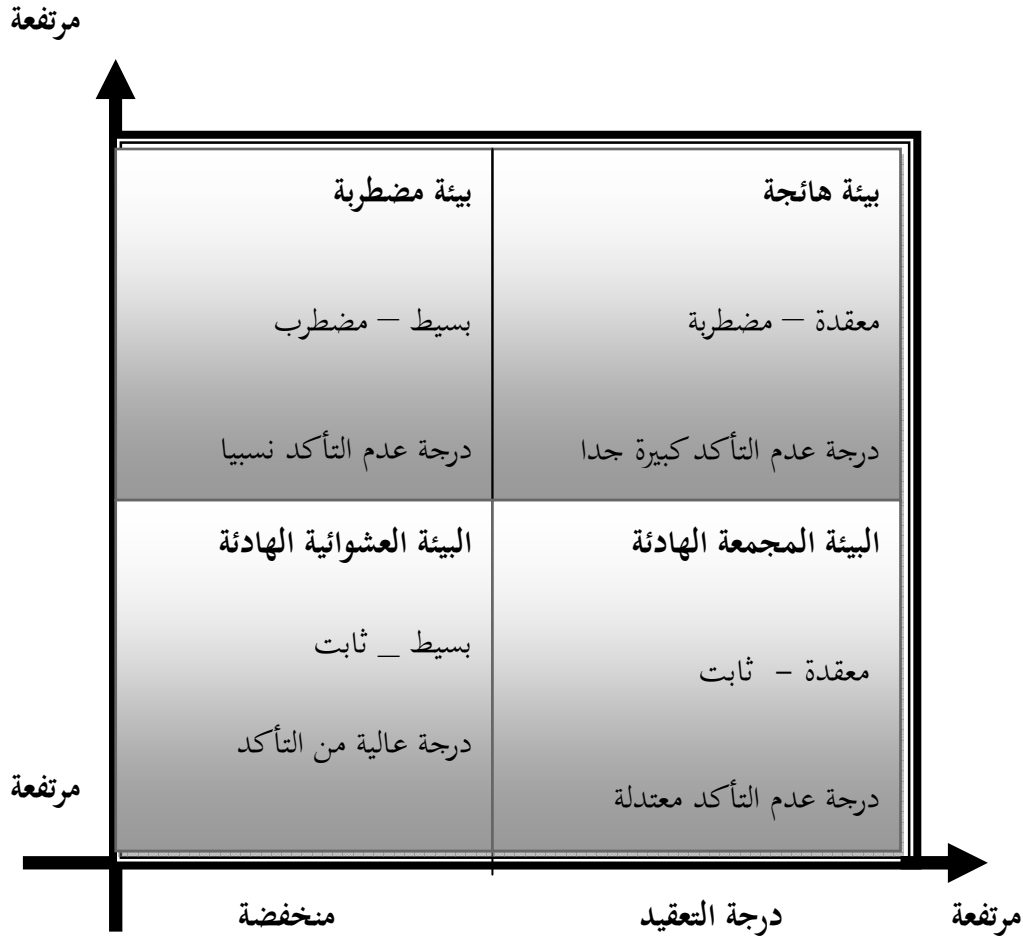 مرتفعة
بيئة هائجة
معقدة – مضطربة
درجة عدم التأكد كبيرة جدا
بيئة مضطربة
بسيط – مضطرب
درجة عدم التأكد نسبيا
البيئة المجمعة الهادئة
معقدة - ثابت
درجة عدم التأكد معتدلة
البيئة العشوائية الهادئة
بسيط _ ثابت
درجة عالية من التأكد
مرتفعة
مرتفعة
درجة التعقيد
منخفضة